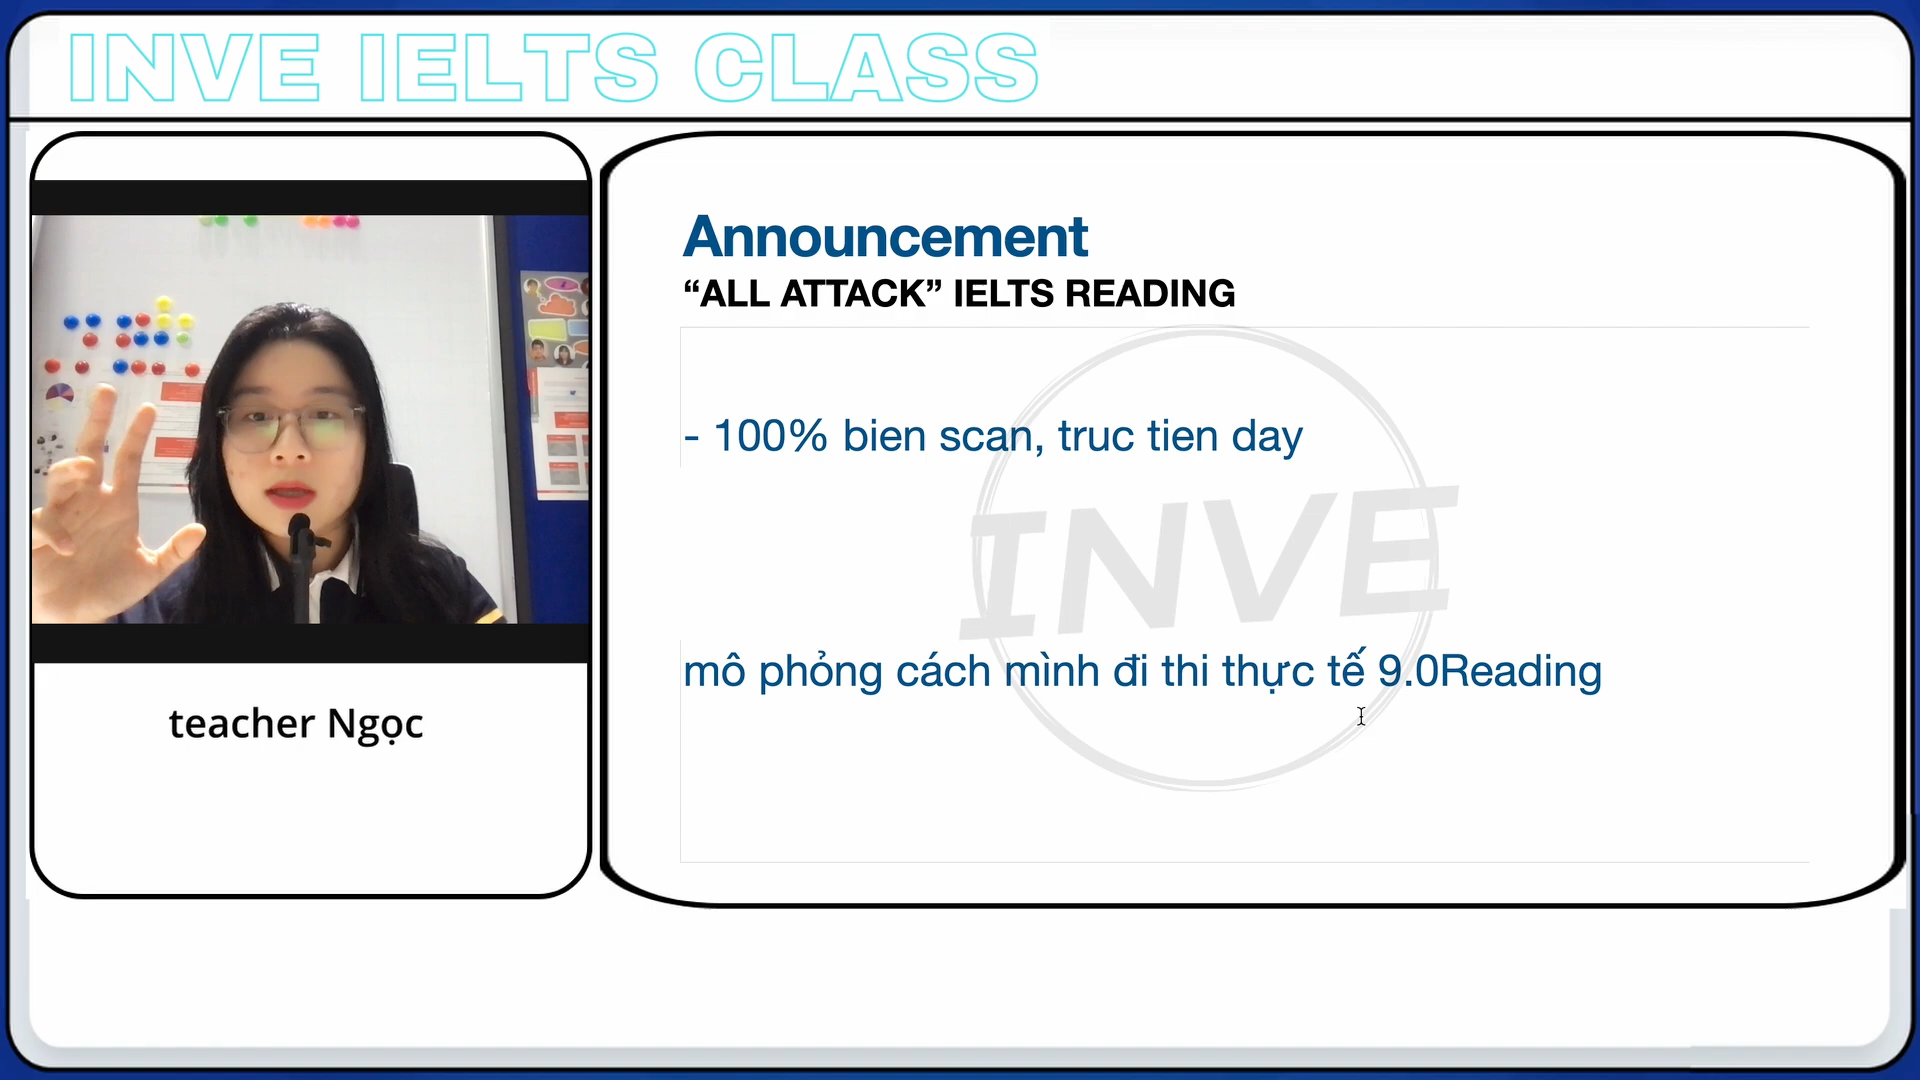 INVE IELTS CLASS
Announcement
“ALL ATTACK” IELTS READING
- 100% bien scan, truc tien day
INVE
mô phỏng cách mình đi thi thực tế 9.0Reading
teacher Ngọc